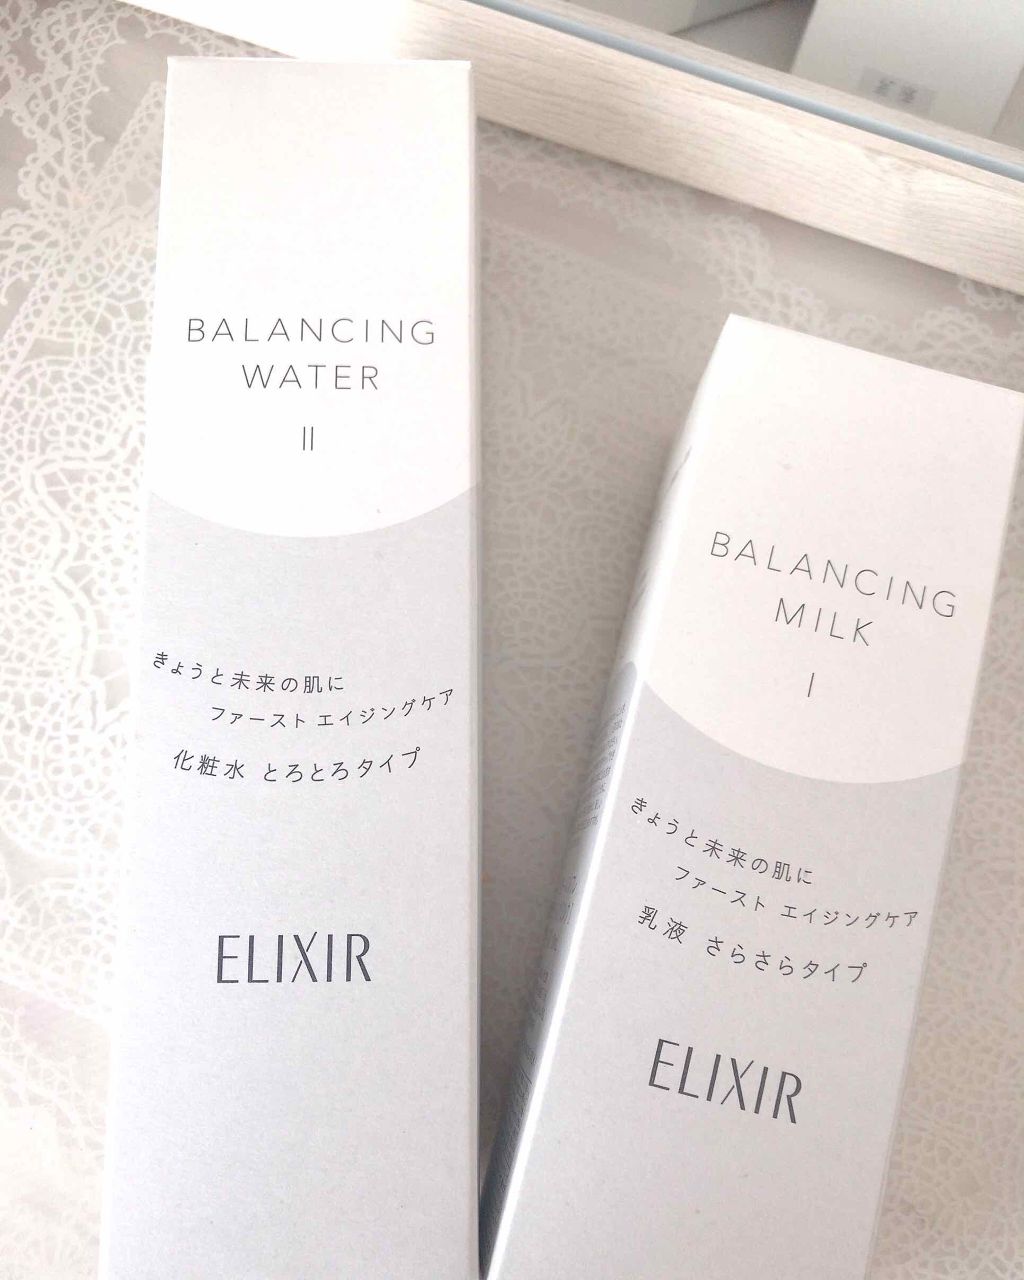 BALANCING
WATER
II
きょうと未来の肌に
ファースト エイジングケア
化粧水 とろとろタイプ
ELIXIR
BALANCING
MILK
I
きょうと未来の肌に
ファースト エイジングケア
乳液 さらさらタイプ
ELIXIR